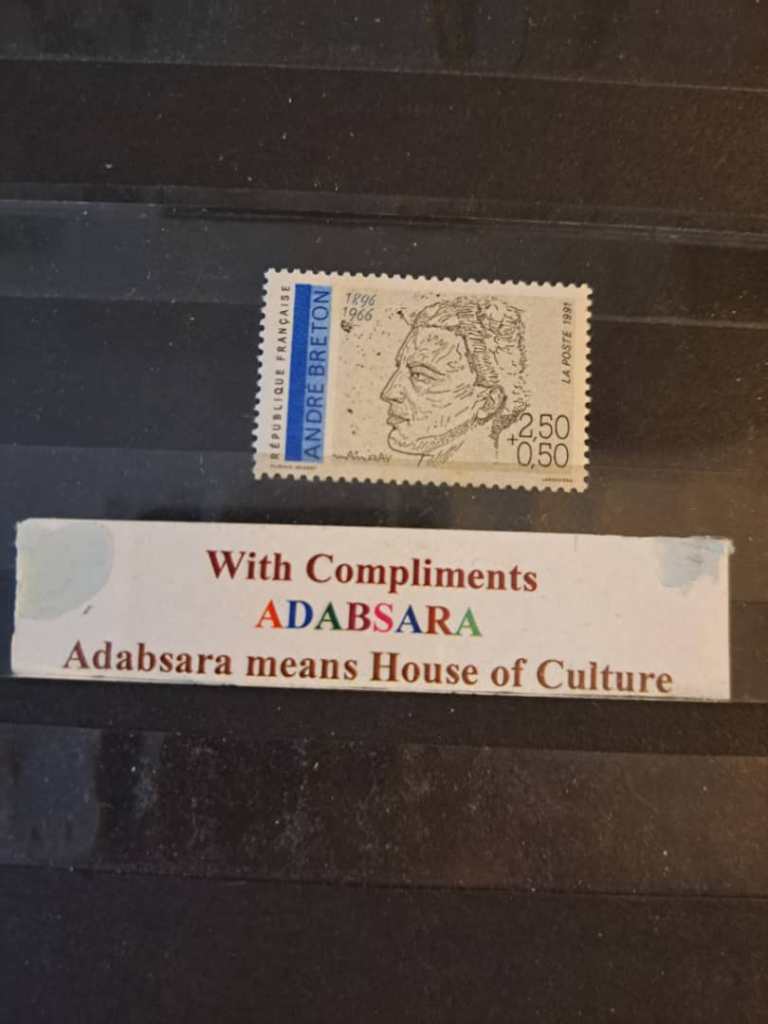 RÉPUBLIQUE FRANÇAISE
ANDRÉ BRETON
1896
1966
LA POSTE 1991
2,50
+0,50
With Compliments
ADABSARA
Adabsara means House of Culture